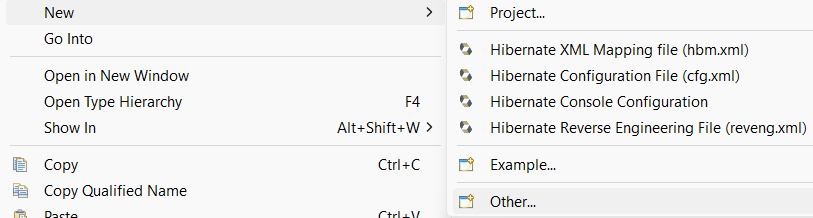 New
Go Into
Open in New Window
Open Type Hierarchy F4
Show In Alt+Shift+W
Copy Ctrl+C
Copy Qualified Name
Paste Ctrl+V
Project...
Hibernate XML Mapping file (hbm.xml)
Hibernate Configuration File (cfg.xml)
Hibernate Console Configuration
Hibernate Reverse Engineering File (reveng.xml)
Example...
Other...